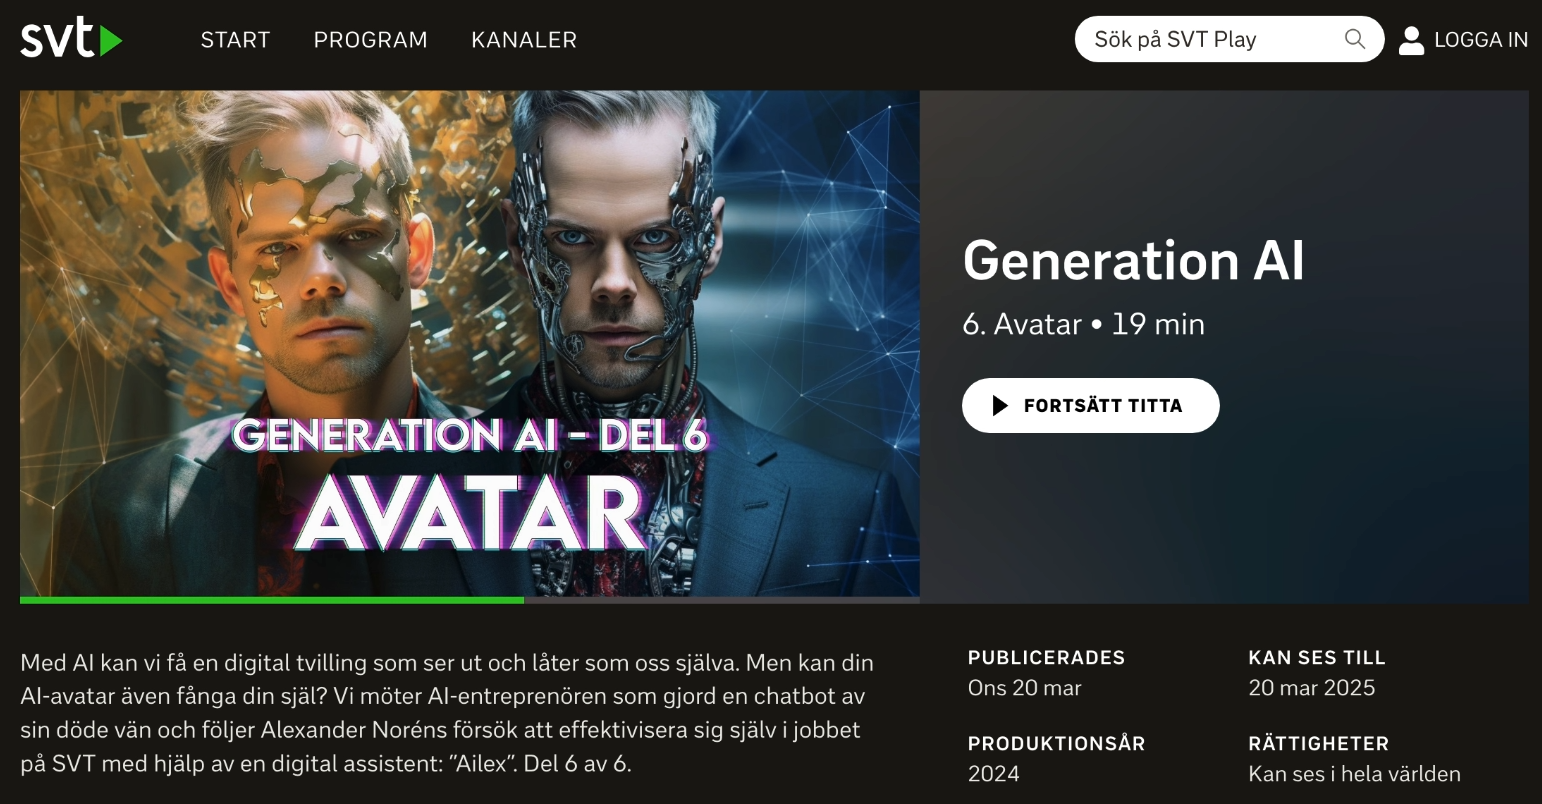 svt
START
PROGRAM
KANALER
Sök på SVT Play
LOGGA IN
GENERATION AI – DEL 6
AVATAR
Generation AI
6. Avatar • 19 min
FORTSÄTT TITTA
Med AI kan vi få en digital tvilling som ser ut och låter som oss själva. Men kan din
AI-avatar även fånga din själ? Vi möter AI-entreprenören som gjord en chatbot av
sin döde vän och följer Alexander Noréns försök att effektivisera sig själv i jobbet
på SVT med hjälp av en digital assistent: ”Ailex”. Del 6 av 6.
PUBLICERADES
Ons 20 mar
KAN SES TILL
20 mar 2025
PRODUKTIONSÅR
2024
RÄTTIGHETER
Kan ses i hela världen